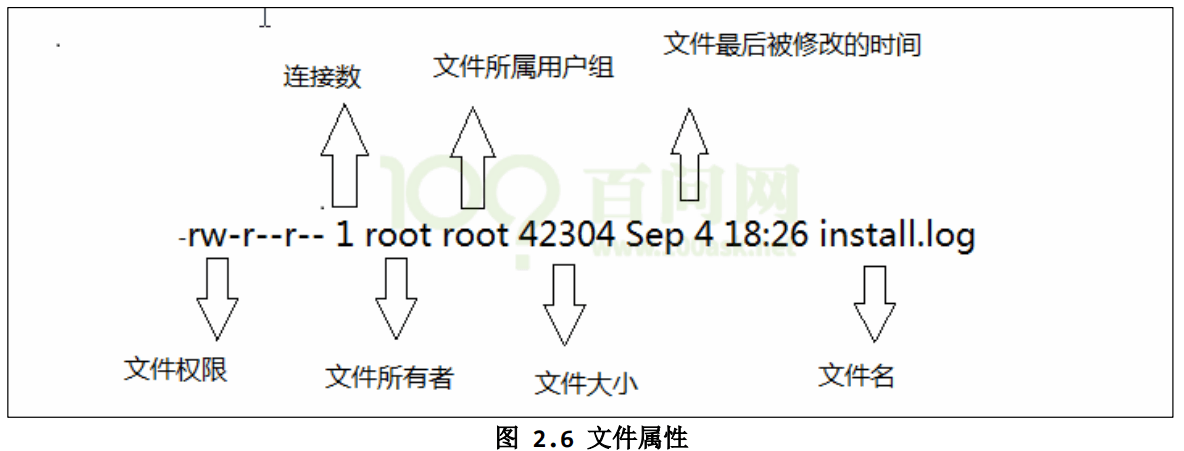 文件最后被修改的时间
连接数 文件所属用户组
100? 百问网
-rw-r--r-- 1 root root 42304 Sep 4 18:26 install.log
www.100ask.net
文件权限 文件所有者 文件大小 文件名
图 2.6 文件属性